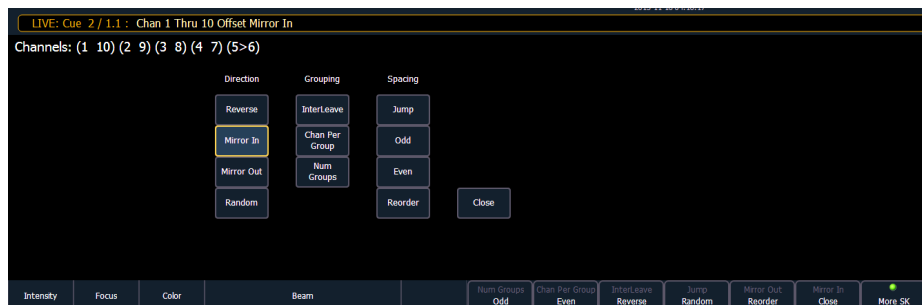 LIVE: Cue 2 / 1.1 : Chan 1 Thru 10 Offset Mirror In
Channels: (1 10) (2 9) (3 8) (4 7) (5>6)
Direction Grouping Spacing
Reverse InterLeave Jump
Mirror In Chan Per Group Odd
Mirror Out Num Groups Even
Random Reorder Close
Intensity Focus Color Beam
Num Groups Chan Per Group InterLeave Jump Mirror Out Mirror In
Odd Even Reverse Random Reorder Close More SK